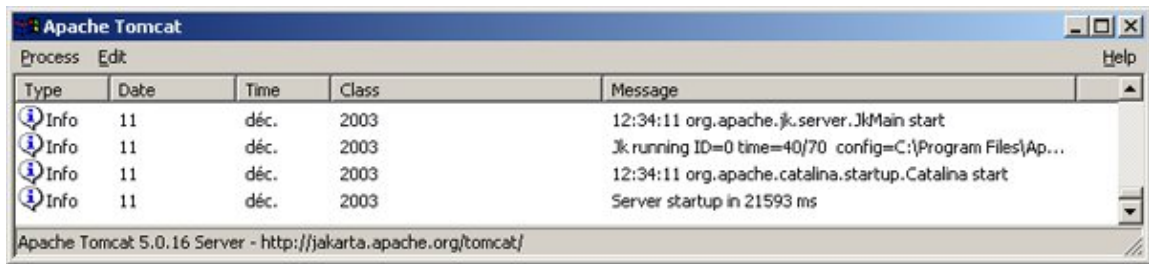 Apache Tomcat
Process Edit Help
Type Date Time Class Message
Info 11 déc. 2003 12:34:11 org.apache.jk.server.JkMain start
Info 11 déc. 2003 Jk running ID=0 time=40/70 config=C:\Program Files\Ap...
Info 11 déc. 2003 12:34:11 org.apache.catalina.startup.Catalina start
Info 11 déc. 2003 Server startup in 21593 ms
Apache Tomcat 5.0.16 Server - http://jakarta.apache.org/tomcat/